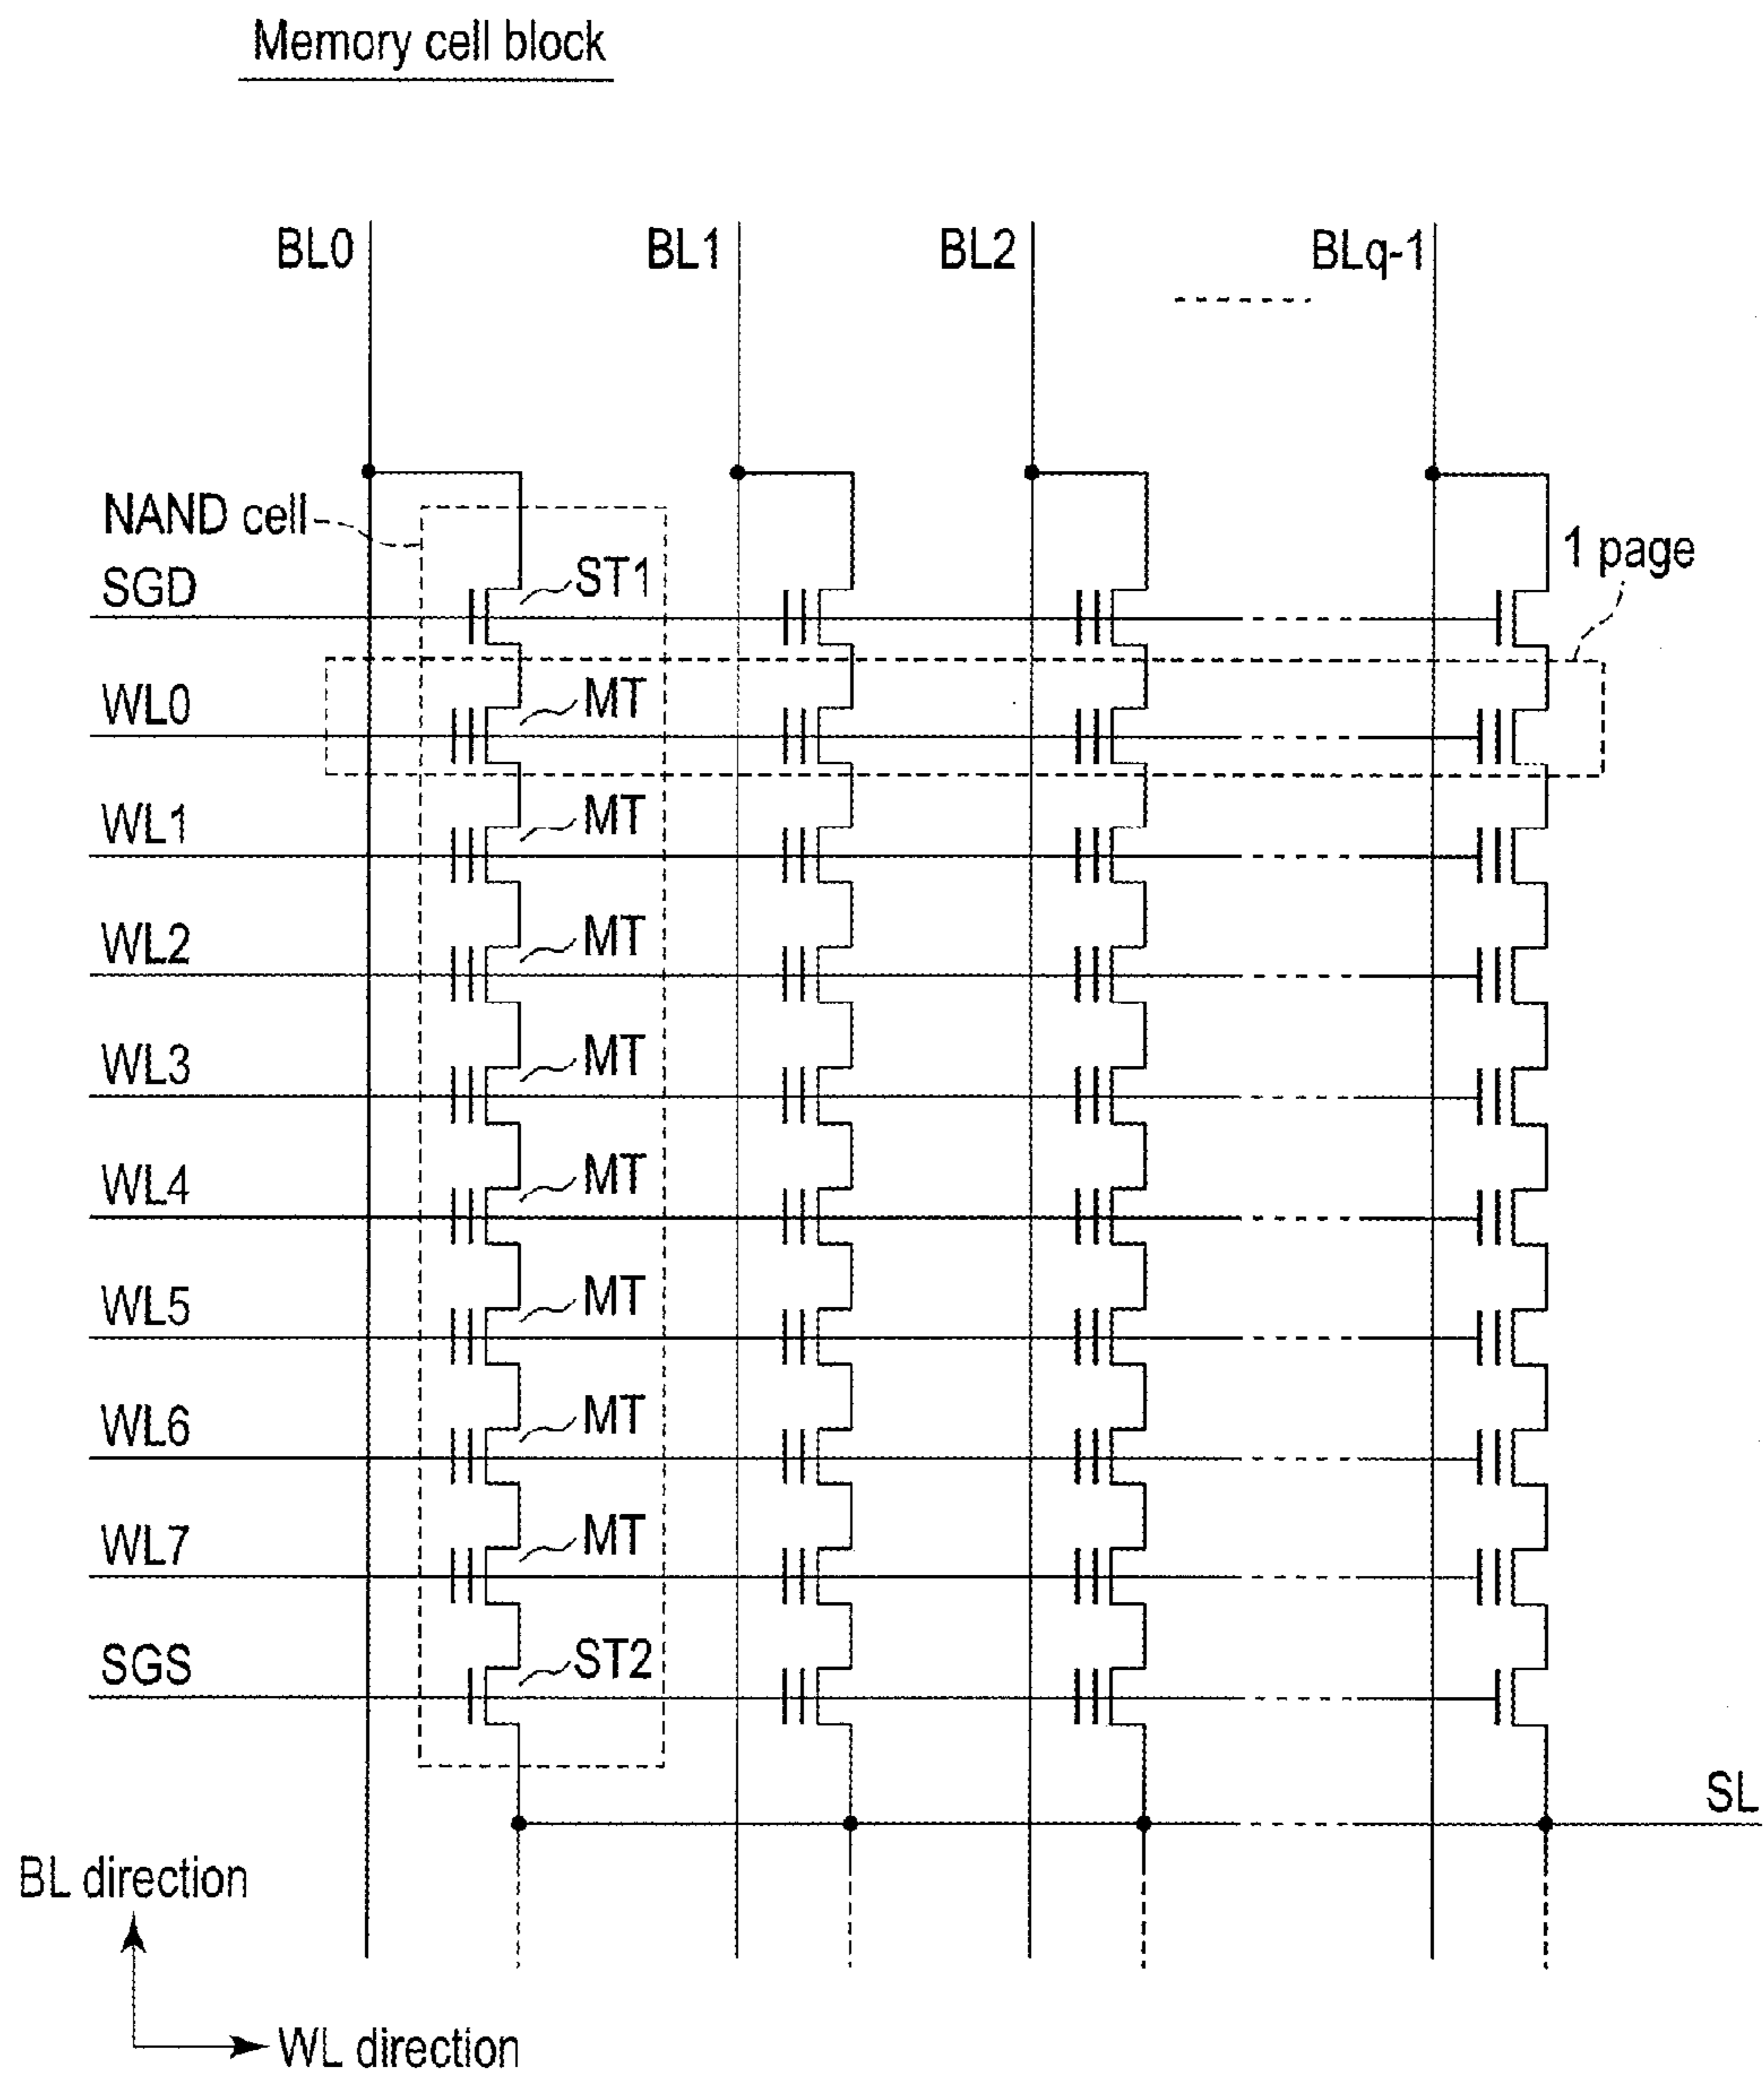 Memory cell block
BL0
BL1
BL2
BLq-1
NAND cell
1 page
SGD
ST1
WL0
MT
WL1
MT
WL2
MT
WL3
MT
WL4
MT
WL5
MT
WL6
MT
WL7
MT
SGS
ST2
SL
BL direction
WL direction